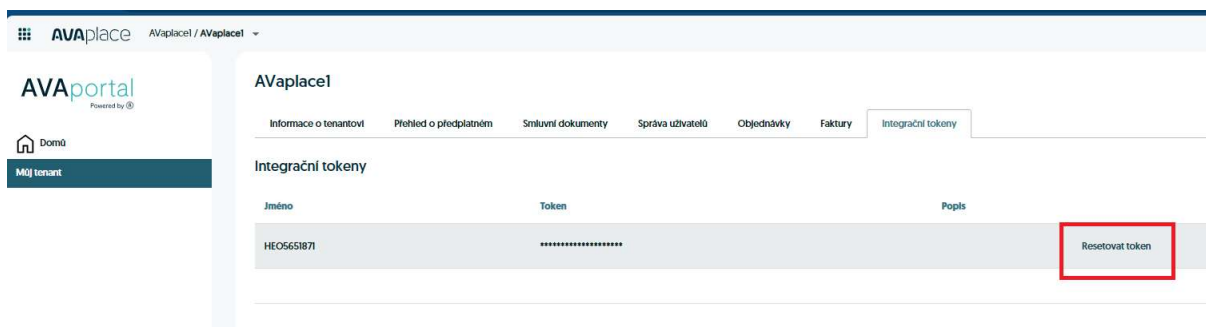 AVAplace AVaplace1 / AVaplace1
AVAportal
Powered by
Domů
Můj tenant
AVaplace1
Informace o tenantovi Přehled o předplatném Smluvní dokumenty Správa uživatelů Objednávky Faktury Integrační tokeny
Integrační tokeny
Jméno Token Popis
HEO5651871 ******************** Resetovat token